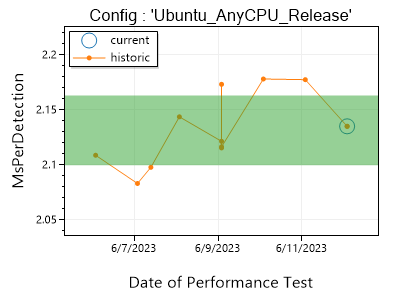 Config : 'Ubuntu_AnyCPU_Release'
current
historic
MsPerDetection
2.2
2.15
2.1
2.05
6/7/2023
6/9/2023
6/11/2023
Date of Performance Test